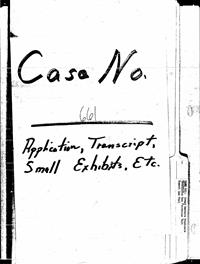 Case No.
661
Application, Transcript,
Small Exhibits, Etc.